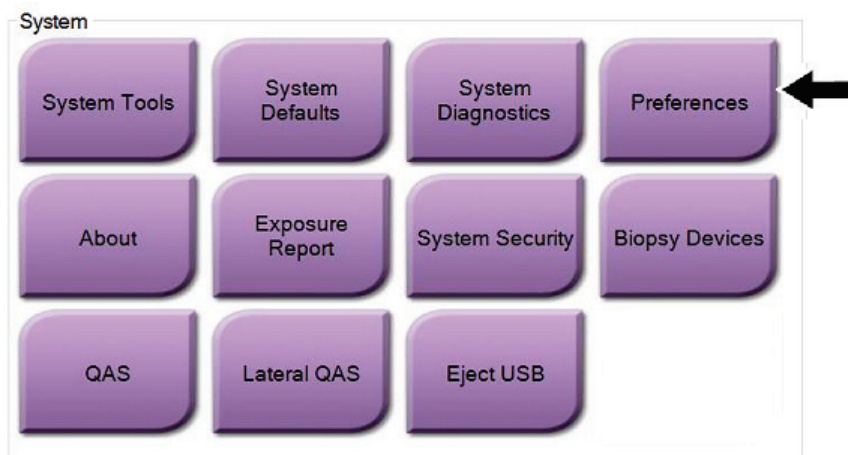 System
System Tools
System
Defaults
System
Diagnostics
Preferences
About
Exposure
Report
System Security
Biopsy Devices
QAS
Lateral QAS
Eject USB